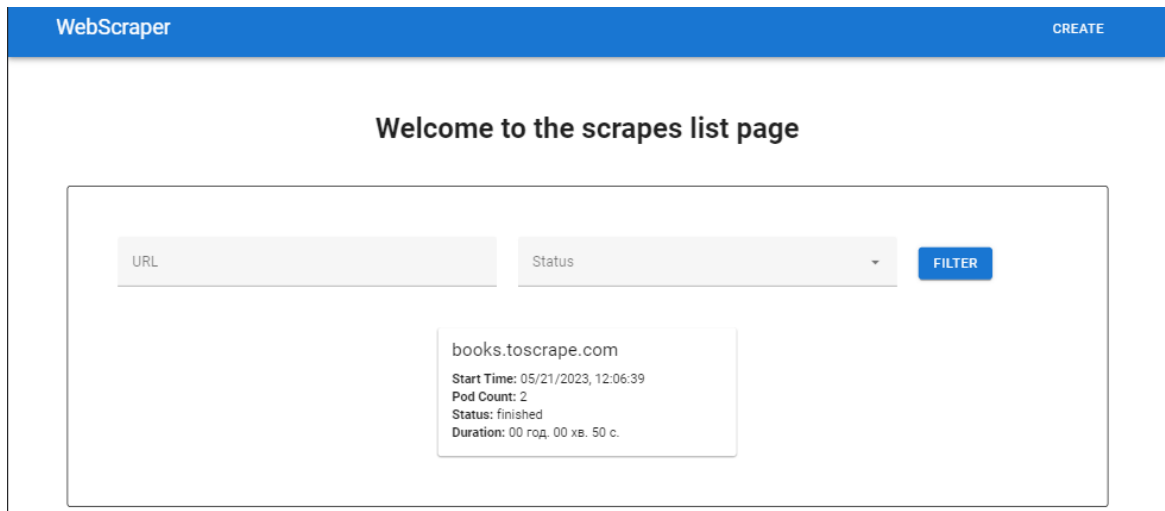 WebScraper
CREATE
Welcome to the scrapes list page
URL
Status
FILTER
books.toscrape.com
Start Time: 05/21/2023, 12:06:39
Pod Count: 2
Status: finished
Duration: 00 год. 00 хв. 50 с.